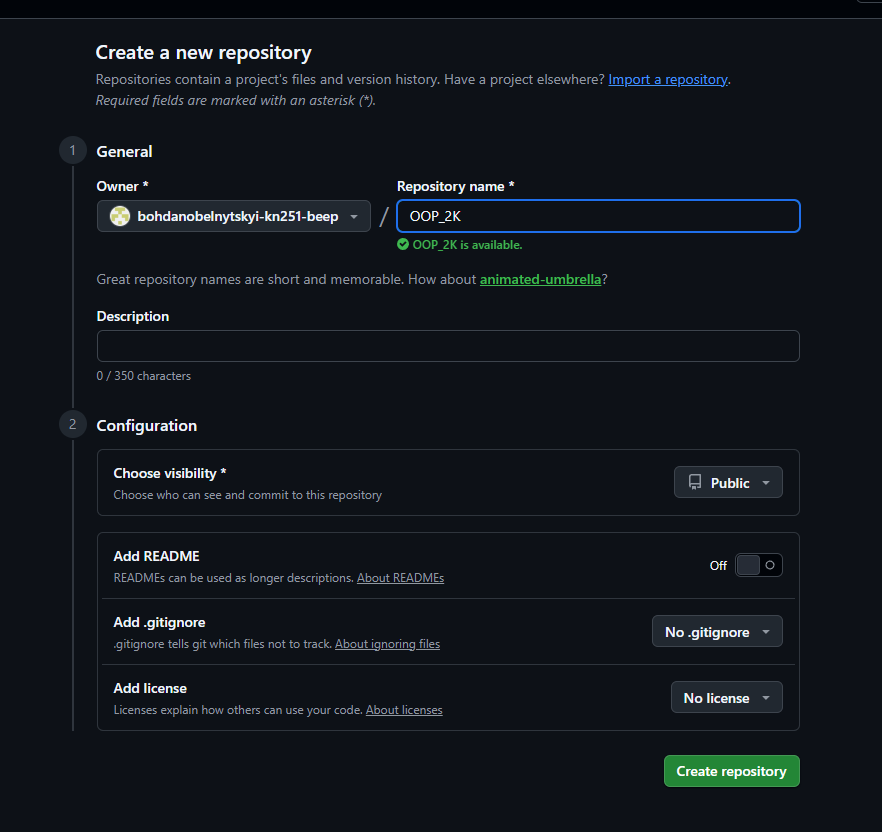 Create a new repository
Repositories contain a project's files and version history. Have a project elsewhere? Import a repository.
Required fields are marked with an asterisk (*).
1 General
Owner * Repository name *
bohdanobelnytskyi-kn251-beep / OOP_2K
OOP_2K is available.
Great repository names are short and memorable. How about animated-umbrella?
Description
0 / 350 characters
2 Configuration
Choose visibility *
Choose who can see and commit to this repository
Public
Add README
READMEs can be used as longer descriptions. About READMEs
Off
Add .gitignore
.gitignore tells git which files not to track. About ignoring files
No .gitignore
Add license
Licenses explain how others can use your code. About licenses
No license
Create repository